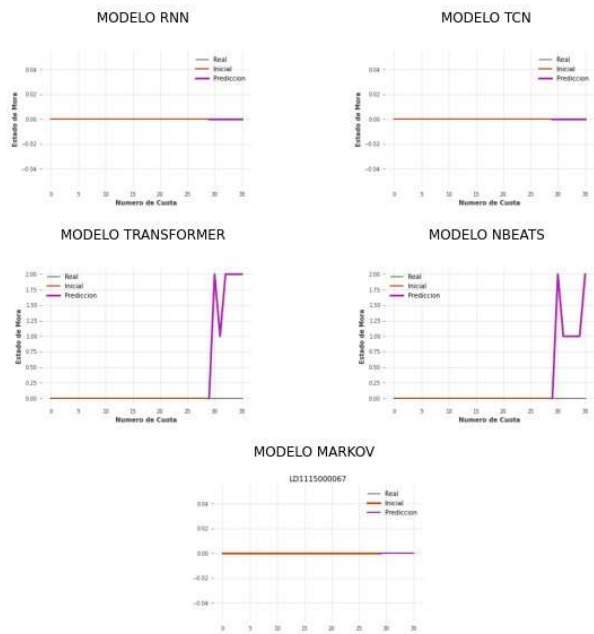 MODELO RNN
Real
Inicial
Prediccion
0.04
0.02
0.00
−0.02
−0.04
Estado de Mora
0 5 10 15 20 25 30 35
Numero de Cuota
MODELO TCN
Real
Inicial
Prediccion
0.04
0.02
0.00
−0.02
−0.04
Estado de Mora
0 5 10 15 20 25 30 35
Numero de Cuota
MODELO TRANSFORMER
Real
Inicial
Prediccion
2.00
1.75
1.50
1.25
1.00
0.75
0.50
0.25
0.00
Estado de Mora
0 5 10 15 20 25 30 35
Numero de Cuota
MODELO NBEATS
Real
Inicial
Prediccion
2.00
1.75
1.50
1.25
1.00
0.75
0.50
0.25
0.00
Estado de Mora
0 5 10 15 20 25 30 35
Numero de Cuota
MODELO MARKOV
LD1115000067
Real
Inicial
Prediccion
0.04
0.02
0.00
−0.02
−0.04
0 5 10 15 20 25 30 35